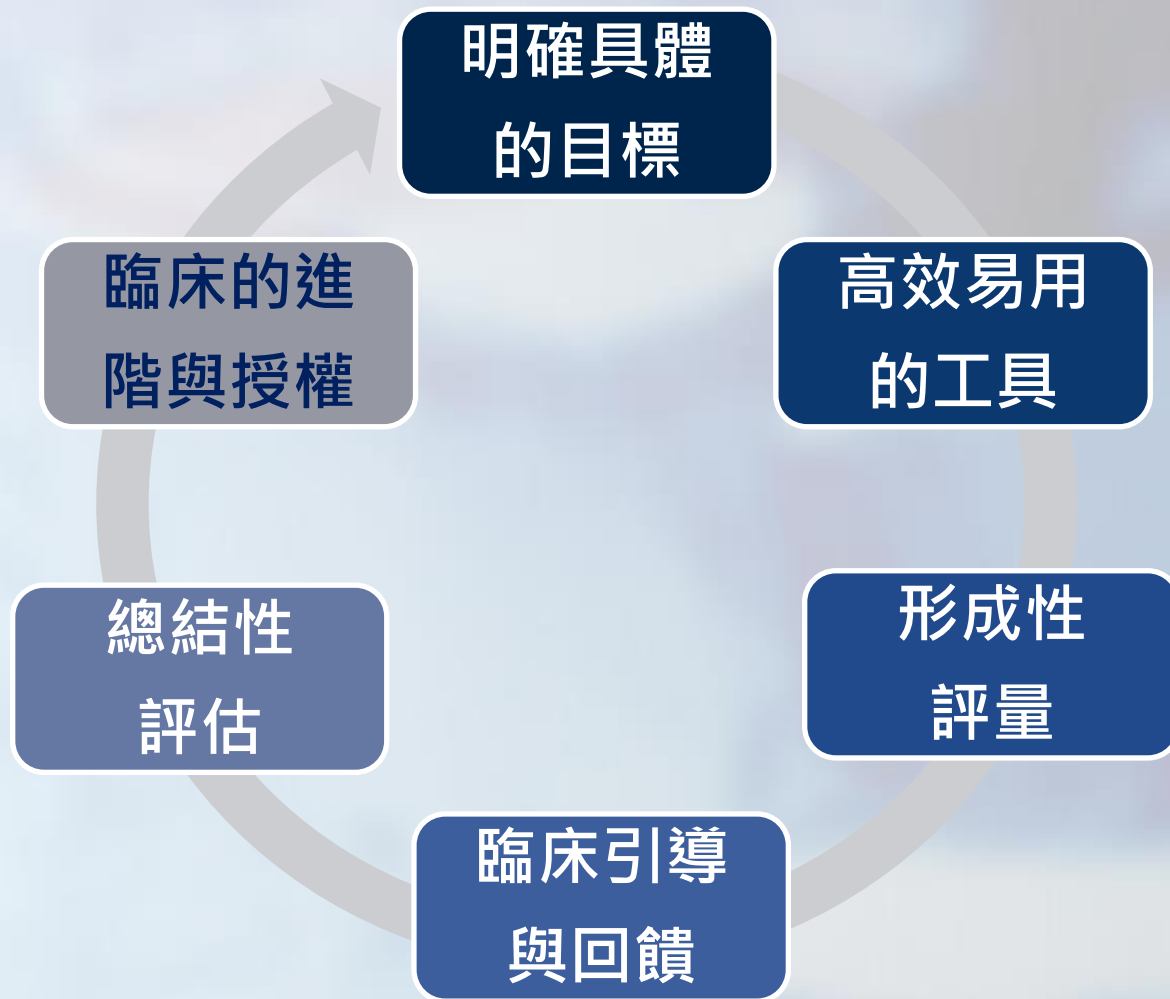 明確具體
的目標
高效易用
的工具
形成性
評量
臨床引導
與回饋
總結性
評估
臨床的進
階與授權